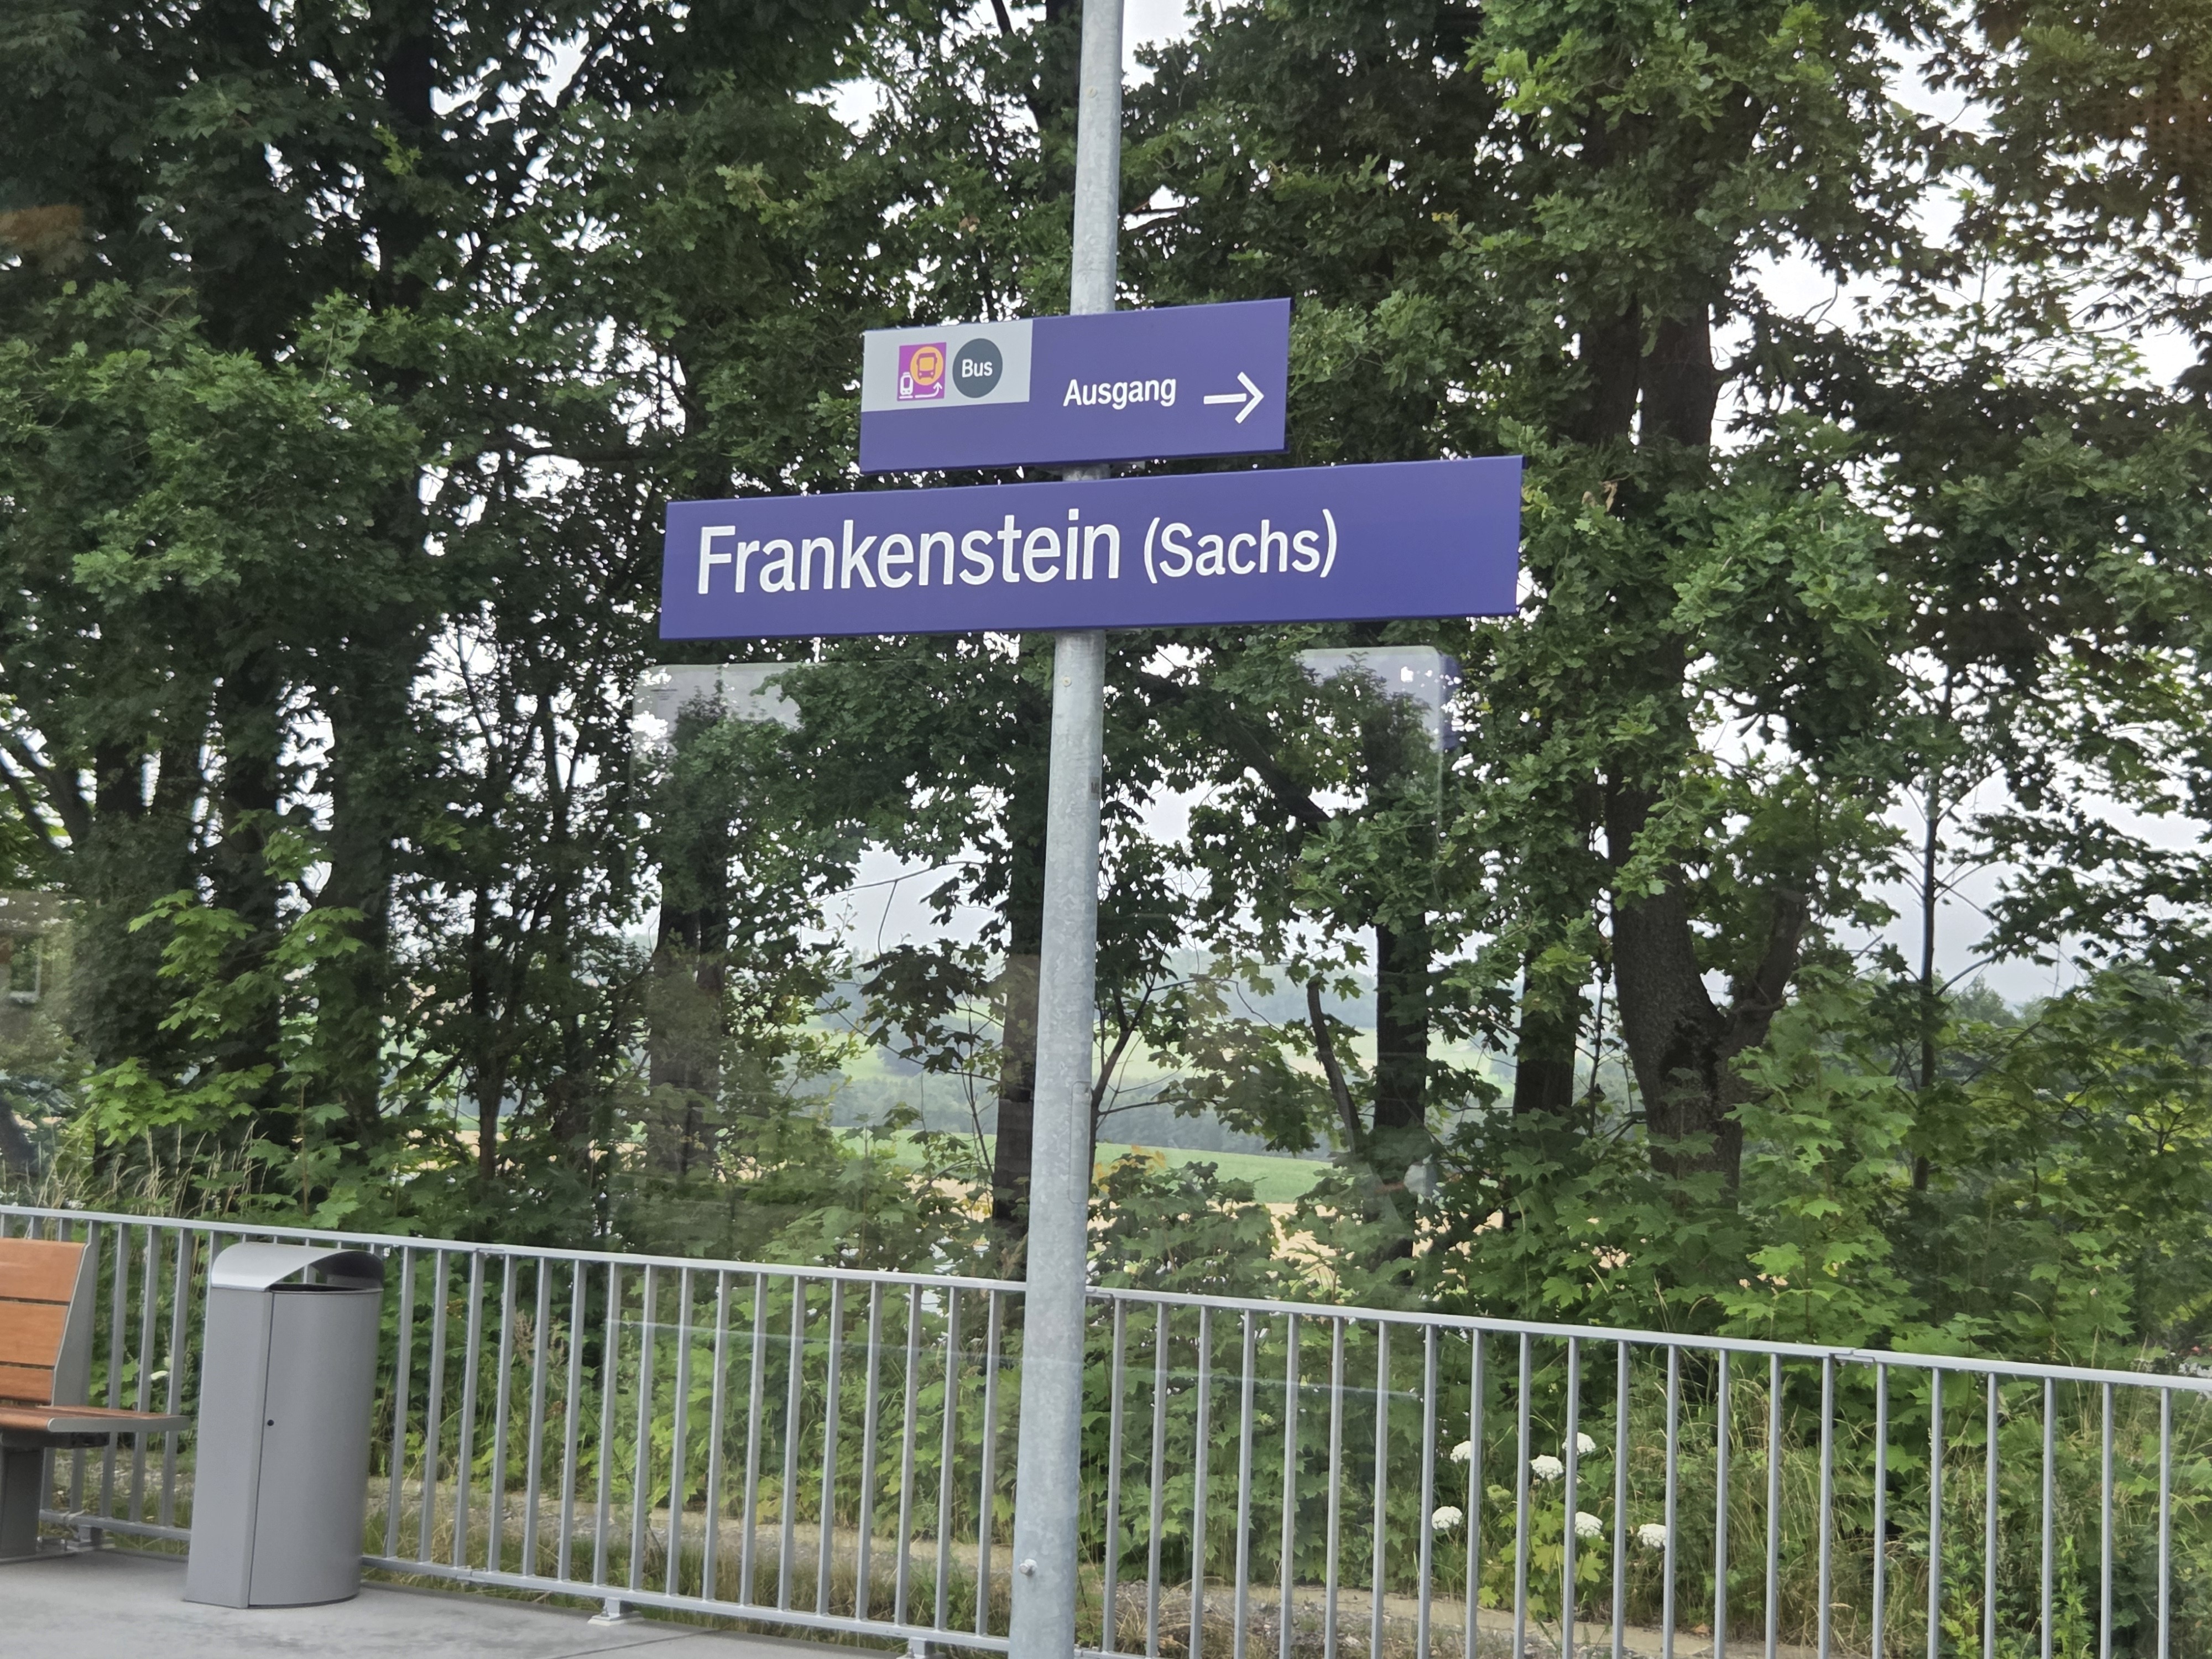 Bus
Ausgang →
Frankenstein (Sachs)